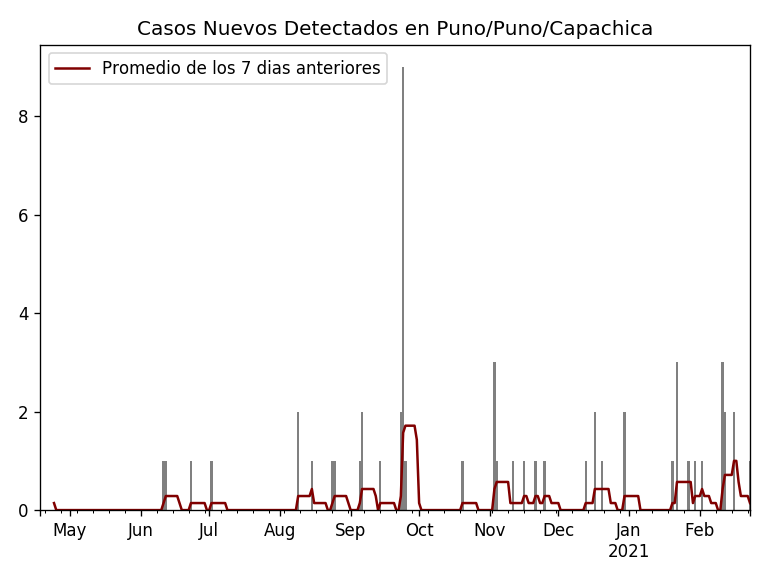 Casos Nuevos Detectados en Puno/Puno/Capachica
Promedio de los 7 dias anteriores
8
6
4
2
0
May Jun Jul Aug Sep Oct Nov Dec Jan Feb
2021